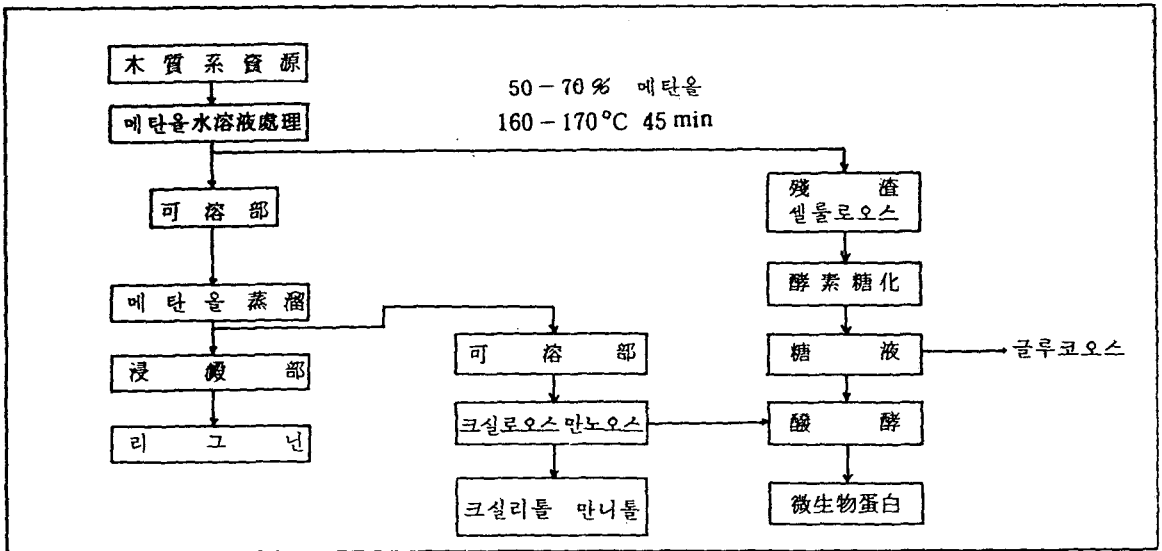 木質系資源
50-70% 메탄올
메탄올水溶液處理
160-170°C 45 min
可溶部
殘渣
셀룰로오스
酵素糖化
메탄올蒸溜
可溶部
糖液
글루코오스
浸澱部
크실로오스 만노오스
醱酵
리그닌
크실리톨 만니톨
微生物蛋白